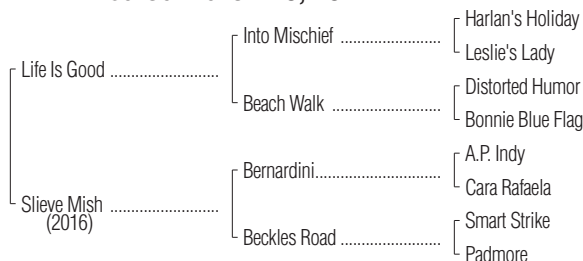 Harlan's Holiday
Into Mischief
Leslie's Lady
Life Is Good
Distorted Humor
Beach Walk
Bonnie Blue Flag
A.P. Indy
Bernardini
Cara Rafaela
Slieve Mish
(2016)
Smart Strike
Beckles Road
Padmore